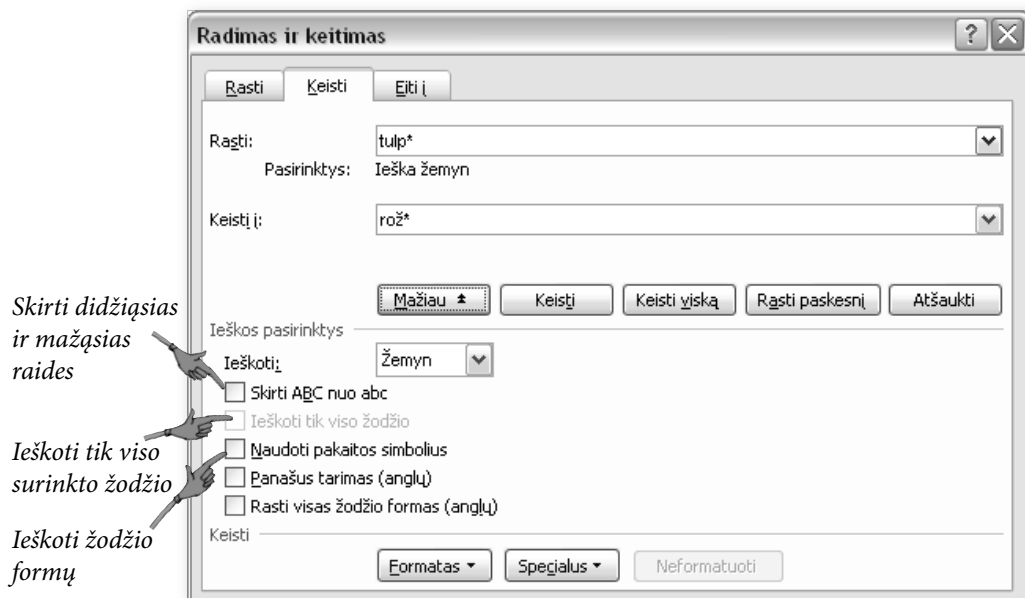 Radimas ir keitimas
Rasti Keisti Eiti į
Rasti: tulp*
Pasirinktys: Ieška žemyn
Keisti į: rož*
Mažiau Keisti Keisti viską Rasti paskesnį Atšaukti
Ieškos pasirinktys
Ieškoti: Žemyn
Skirti ABC nuo abc
Ieškoti tik viso žodžio
Naudoti pakaitos simbolius
Panašus tarimas (anglų)
Rasti visas žodžio formas (anglų)
Keisti
Formatas Specialus Neformatuoti
Skirti didžiąsias
ir mažąsias
raides
Ieškoti tik viso
surinkto žodžio
Ieškoti žodžio
formų